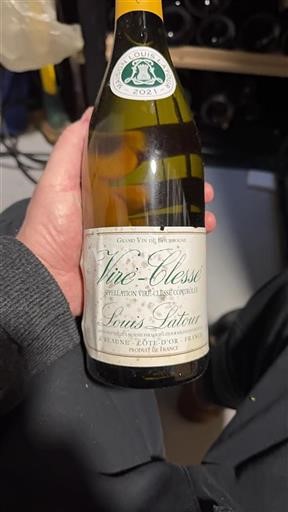 MAISON LOUIS LATOUR
2021
GRAND VIN DE BOURGOGNE
Viré-Clessé
APPELLATION VIRÉ-CLESSÉ CONTRÔLÉE
Louis Latour
À BEAUNE - CÔTE-D'OR - FRANCE
PRODUIT DE FRANCE